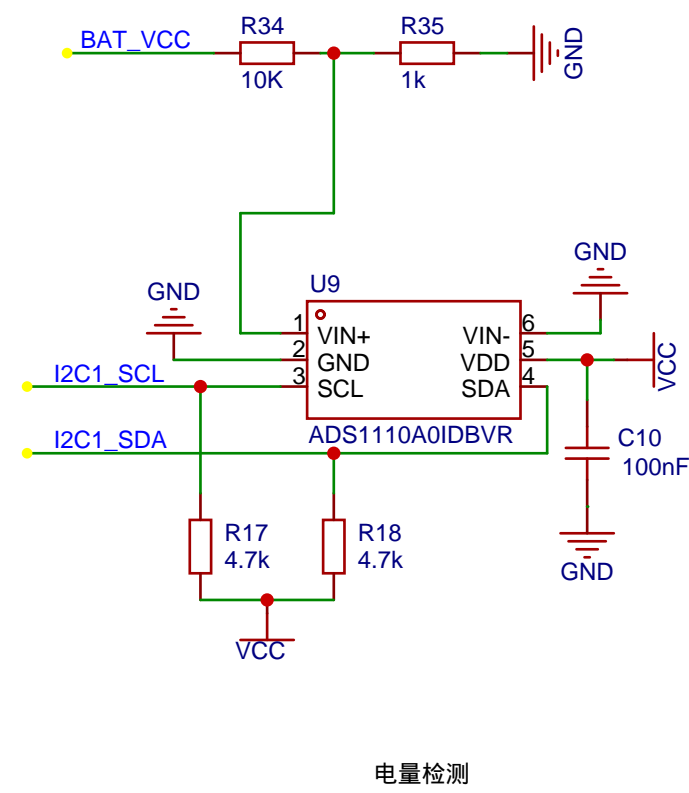 R34
R35
BAT_VCC
10K
1k
GND
GND
GND
U9
1
VIN+
VIN-
6
2
GND
VDD
5
VCC
I2C1_SCL
3
SCL
SDA
4
I2C1_SDA
ADS1110A0IDBVR
C10
100nF
R17
4.7k
R18
4.7k
GND
VCC
电量检测